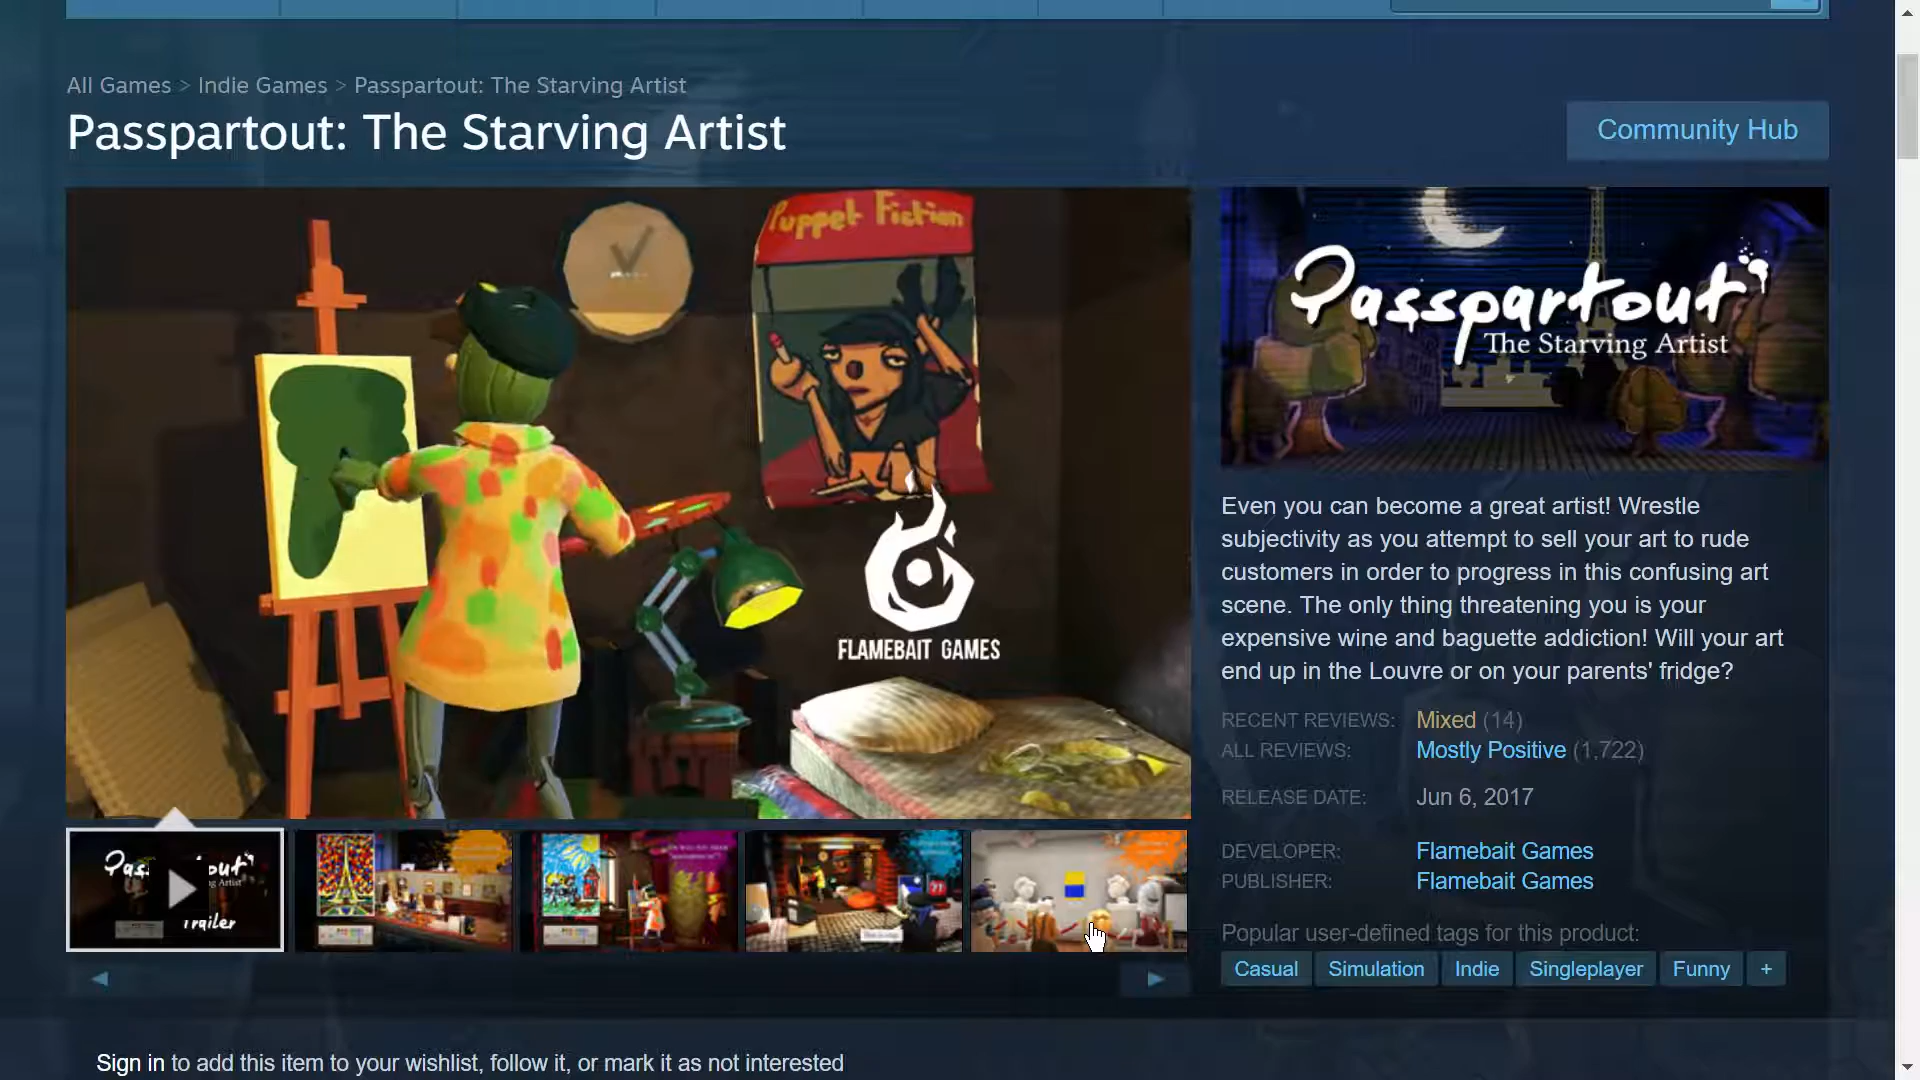 All Games > Indie Games > Passpartout: The Starving Artist
Passpartout: The Starving Artist
Community Hub
Puppet Fiction
FLAMEBAIT GAMES
Passpartout
The Starving Artist
Even you can become a great artist! Wrestle
subjectivity as you attempt to sell your art to rude
customers in order to progress in this confusing art
scene. The only thing threatening you is your
expensive wine and baguette addiction! Will your art
end up in the Louvre or on your parents' fridge?
RECENT REVIEWS: Mixed (14)
ALL REVIEWS: Mostly Positive (1,722)
RELEASE DATE: Jun 6, 2017
DEVELOPER: Flamebait Games
PUBLISHER: Flamebait Games
Popular user-defined tags for this product:
Casual Simulation Indie Singleplayer Funny +
Sign in to add this item to your wishlist, follow it, or mark it as not interested